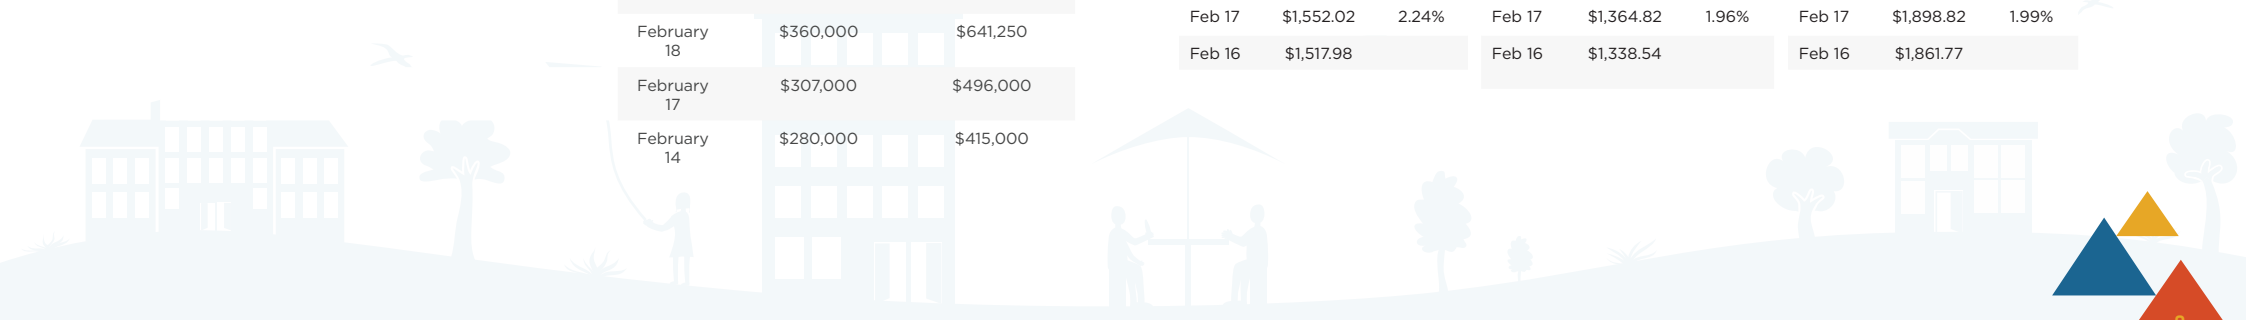 February $360,000 $641,250
18
February $307,000 $496,000
17
February $280,000 $415,000
14
Feb 17 $1,552.02 2.24%
Feb 16 $1,517.98
Feb 17 $1,364.82 1.96%
Feb 16 $1,338.54
Feb 17 $1,898.82 1.99%
Feb 16 $1,861.77